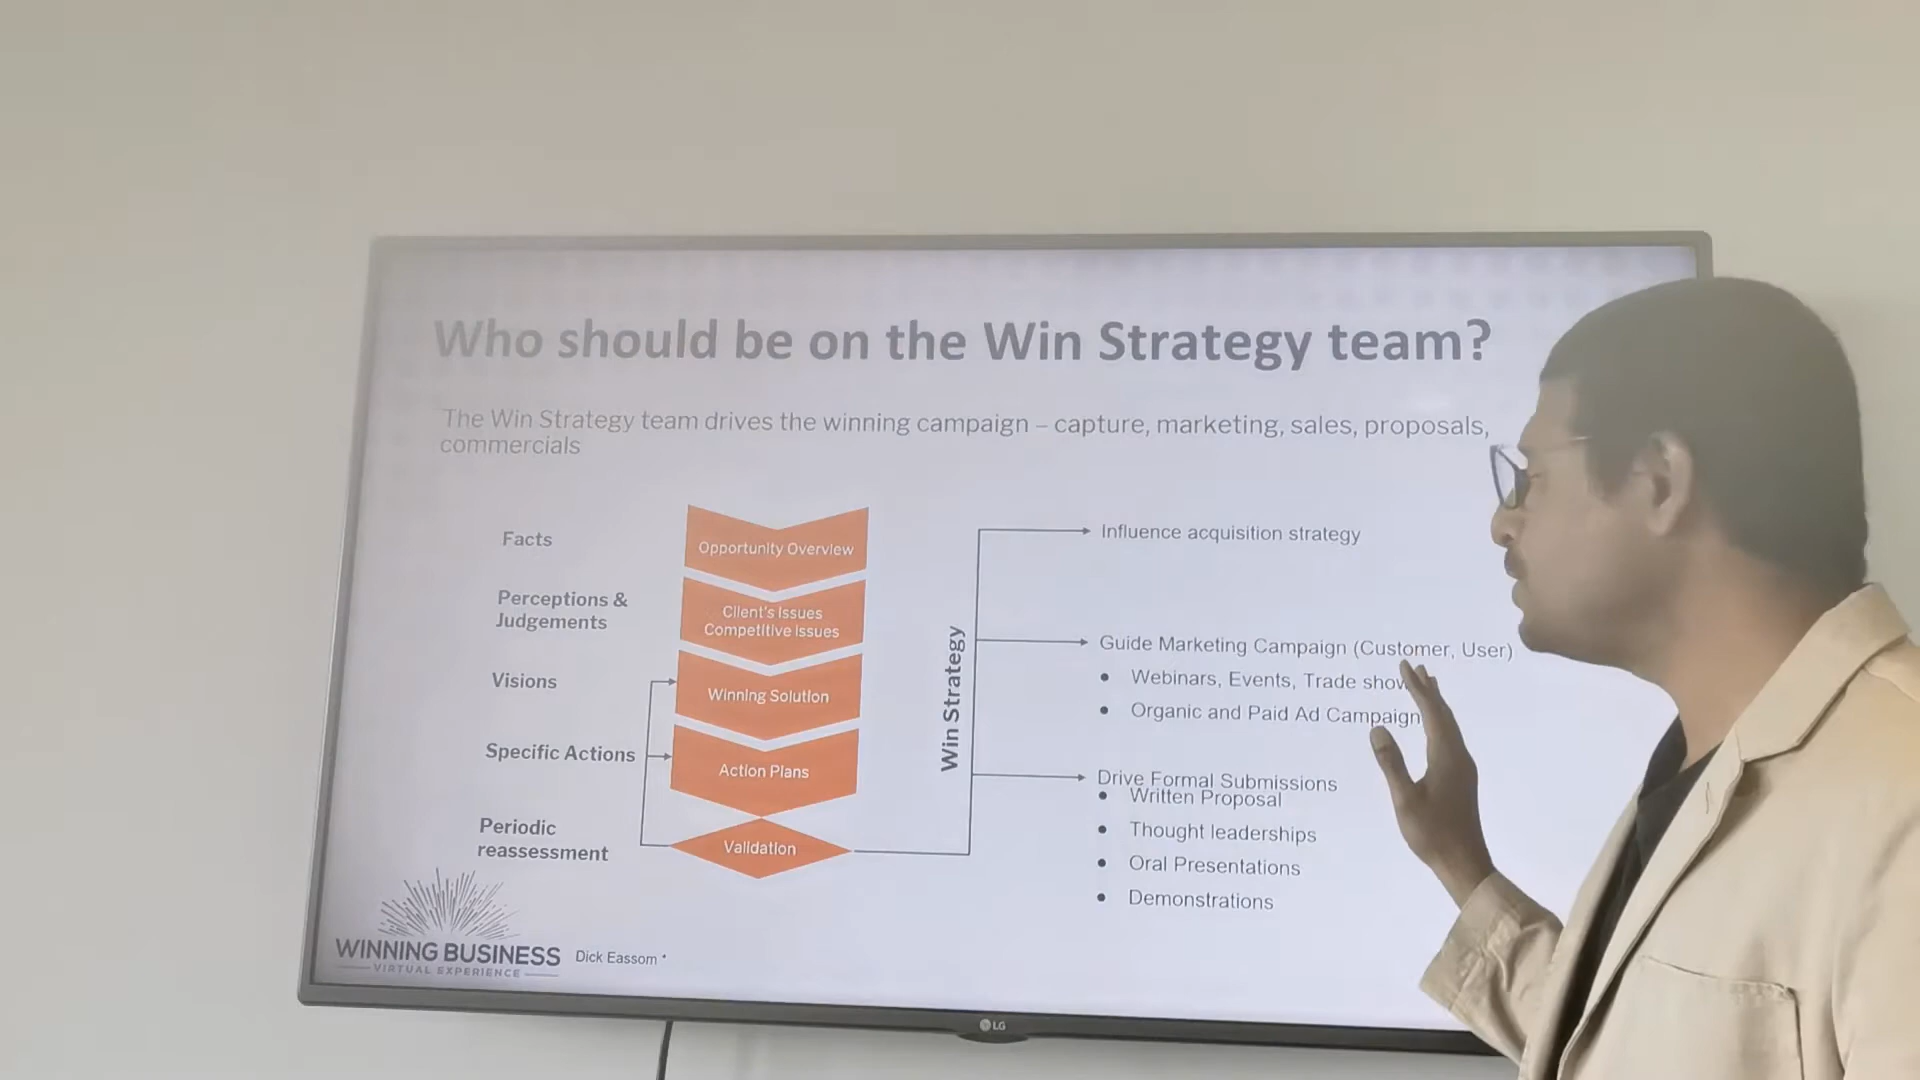 Who should be on the Win Strategy team?
The Win Strategy team drives the winning campaign – capture, marketing, sales, proposals,
commercials
Facts
Opportunity Overview
Perceptions &
Judgements
Client's Issues
Competitive Issues
Visions
Winning Solution
Specific Actions
Action Plans
Periodic
reassessment
Validation
Win Strategy
Influence acquisition strategy
Guide Marketing Campaign (Customer, User)
• Webinars, Events, Trade
• Organic and Paid Ad Campaign
Drive Formal Submissions
• Written Proposal
• Thought leaderships
• Oral Presentations
• Demonstrations
WINNING BUSINESS
VIRTUAL EXPERIENCE
Dick Eassom
LG